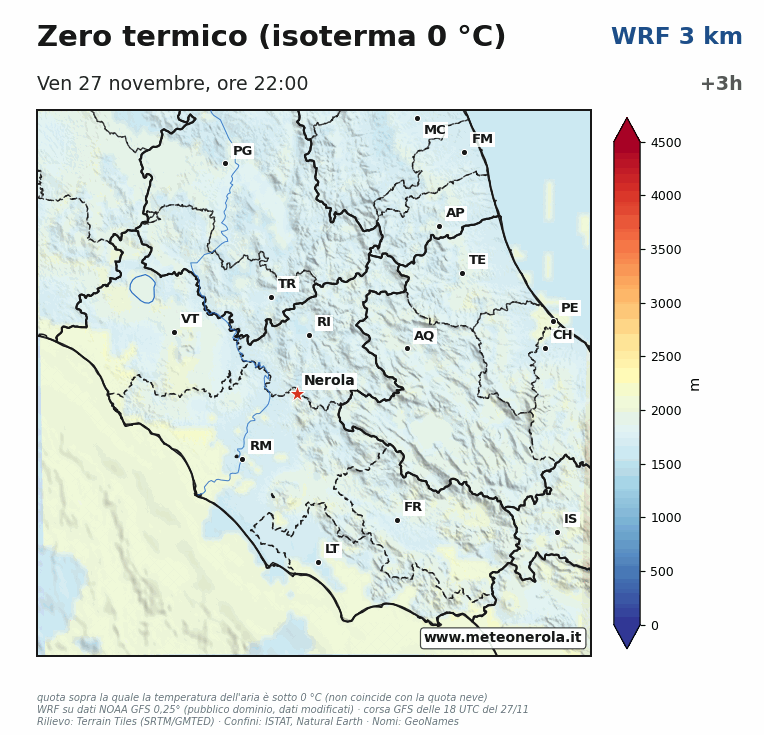 Zero termico (isoterma 0 °C)
WRF 3 km
Ven 27 novembre, ore 22:00
+3h
MC
FM
PG
AP
TE
TR
PE
VT
RI
AQ
CH
Nerola
RM
FR
IS
LT
www.meteonerola.it
4500
4000
3500
3000
2500
2000
1500
1000
500
0
m
quota sopra la quale la temperatura dell'aria è sotto 0 °C (non coincide con la quota neve)
WRF su dati NOAA GFS 0,25° (pubblico dominio, dati modificati) · corsa GFS delle 18 UTC del 27/11
Rilievo: Terrain Tiles (SRTM/GMTED) · Confini: ISTAT, Natural Earth · Nomi: GeoNames